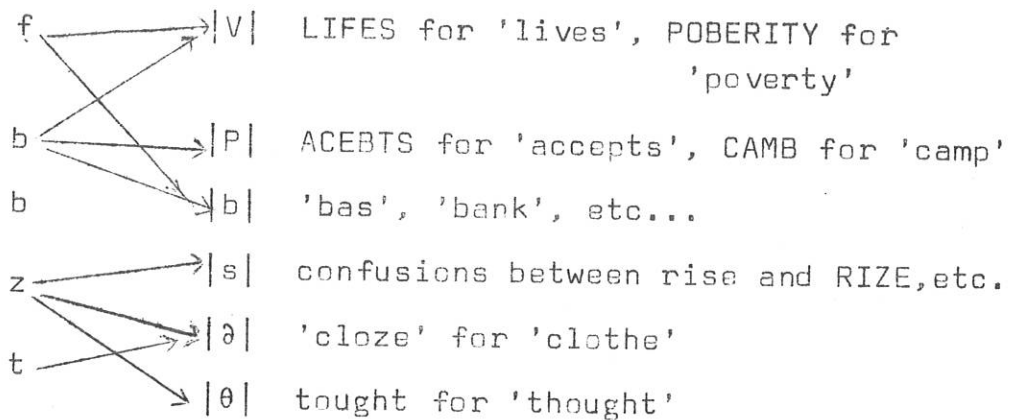 f |V| LIFES for 'lives', POBERITY for
'poverty'
b |P| ACEBTS for 'accepts', CAMB for 'camp'
b |b| 'bas', 'bank', etc...
z |s| confusions between rise and RIZE,etc.
|∂| 'cloze' for 'clothe'
t
|θ| tought for 'thought'